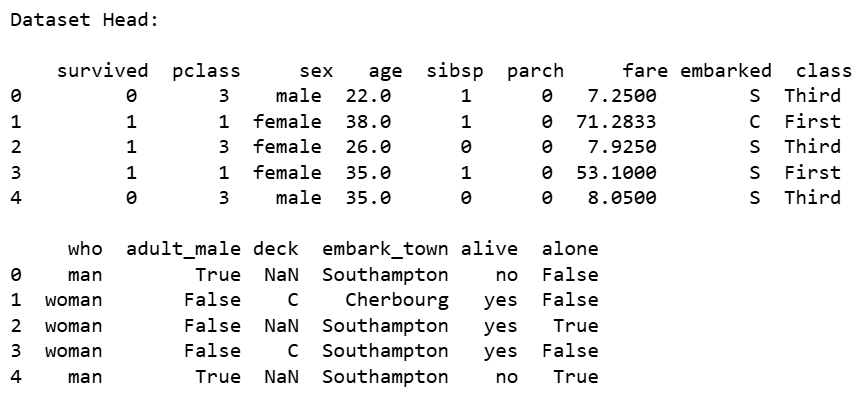 Dataset Head:
survived pclass sex age sibsp parch fare embarked class
0 0 3 male 22.0 1 0 7.2500 S Third
1 1 1 female 38.0 1 0 71.2833 C First
2 1 3 female 26.0 0 0 7.9250 S Third
3 1 1 female 35.0 1 0 53.1000 S First
4 0 3 male 35.0 0 0 8.0500 S Third
who adult_male deck embark_town alive alone
0 man True NaN Southampton no False
1 woman False C Cherbourg yes False
2 woman False NaN Southampton yes True
3 woman False C Southampton yes False
4 man True NaN Southampton no True